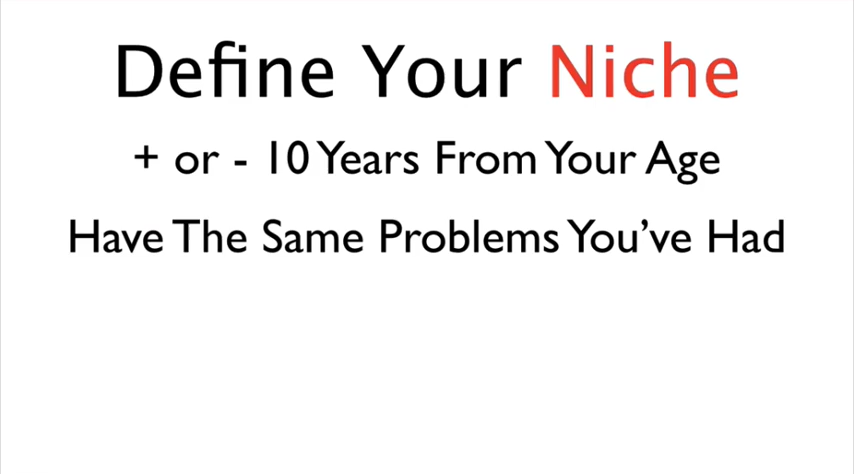 Define Your Niche
+ or - 10 Years From Your Age
Have The Same Problems You’ve Had